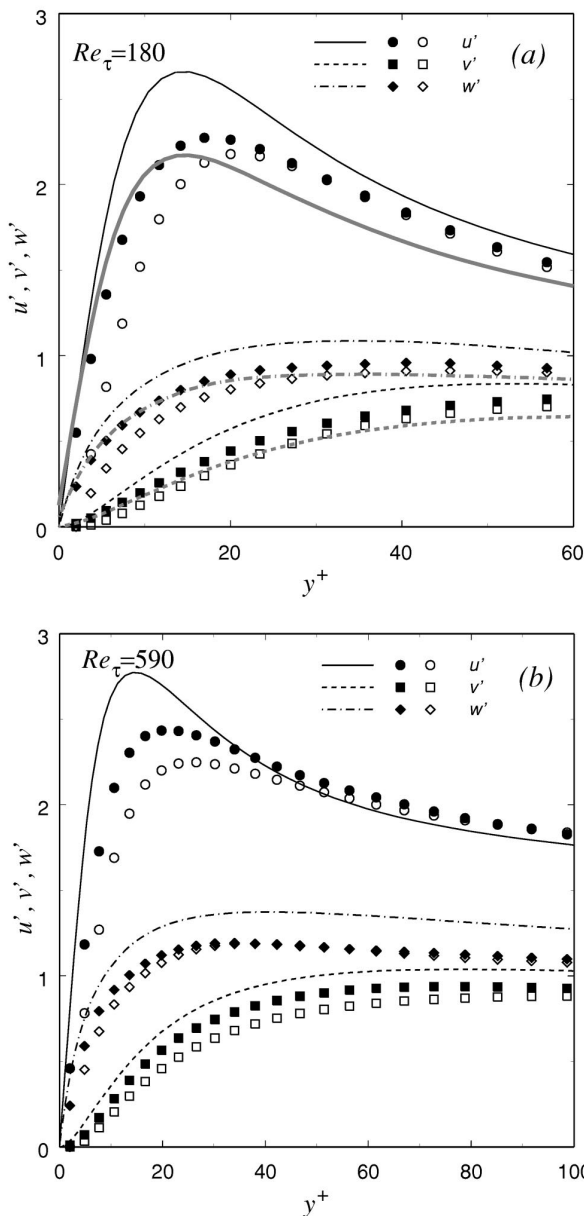 3
Re_τ=180
u'
(a)
v'
w'
2
u', v', w'
1
0
0 20 40 60
y⁺
3
Re_τ=590
u'
(b)
v'
w'
2
u', v', w'
1
0
0 20 40 60 80 100
y⁺